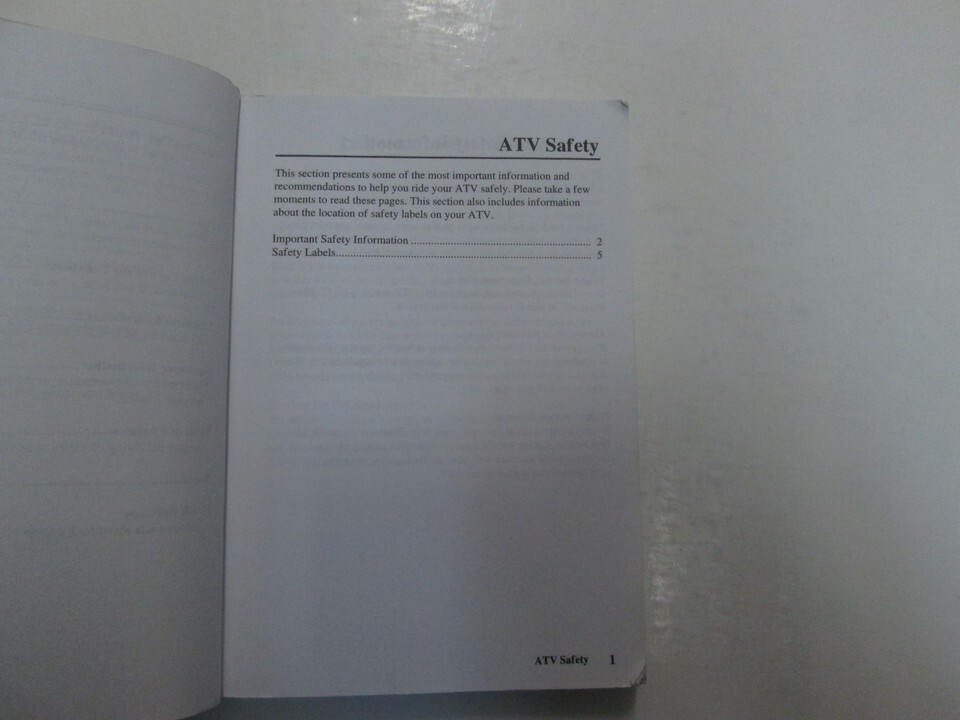 ATV Safety
This section presents some of the most important information and
recommendations to help you ride your ATV safely. Please take a few
moments to read these pages. This section also includes information
about the location of safety labels on your ATV.
Important Safety Information ................................................................ 2
Safety Labels........................................................................................... 5
ATV Safety 1